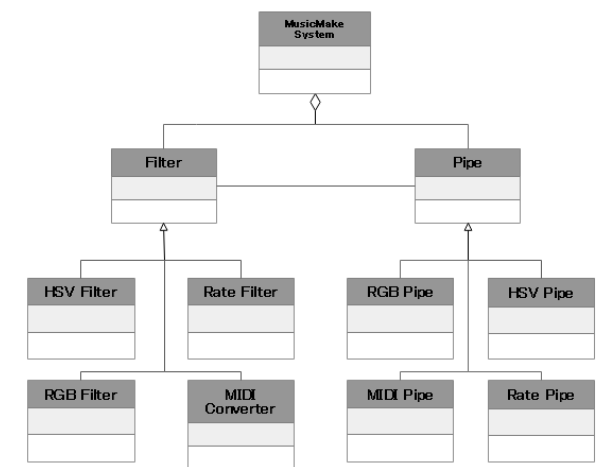 MusicMake
System
Filter
Pipe
HSV Filter
Rate Filter
RGB Pipe
HSV Pipe
RGB Filter
MIDI
Converter
MIDI Pipe
Rate Pipe